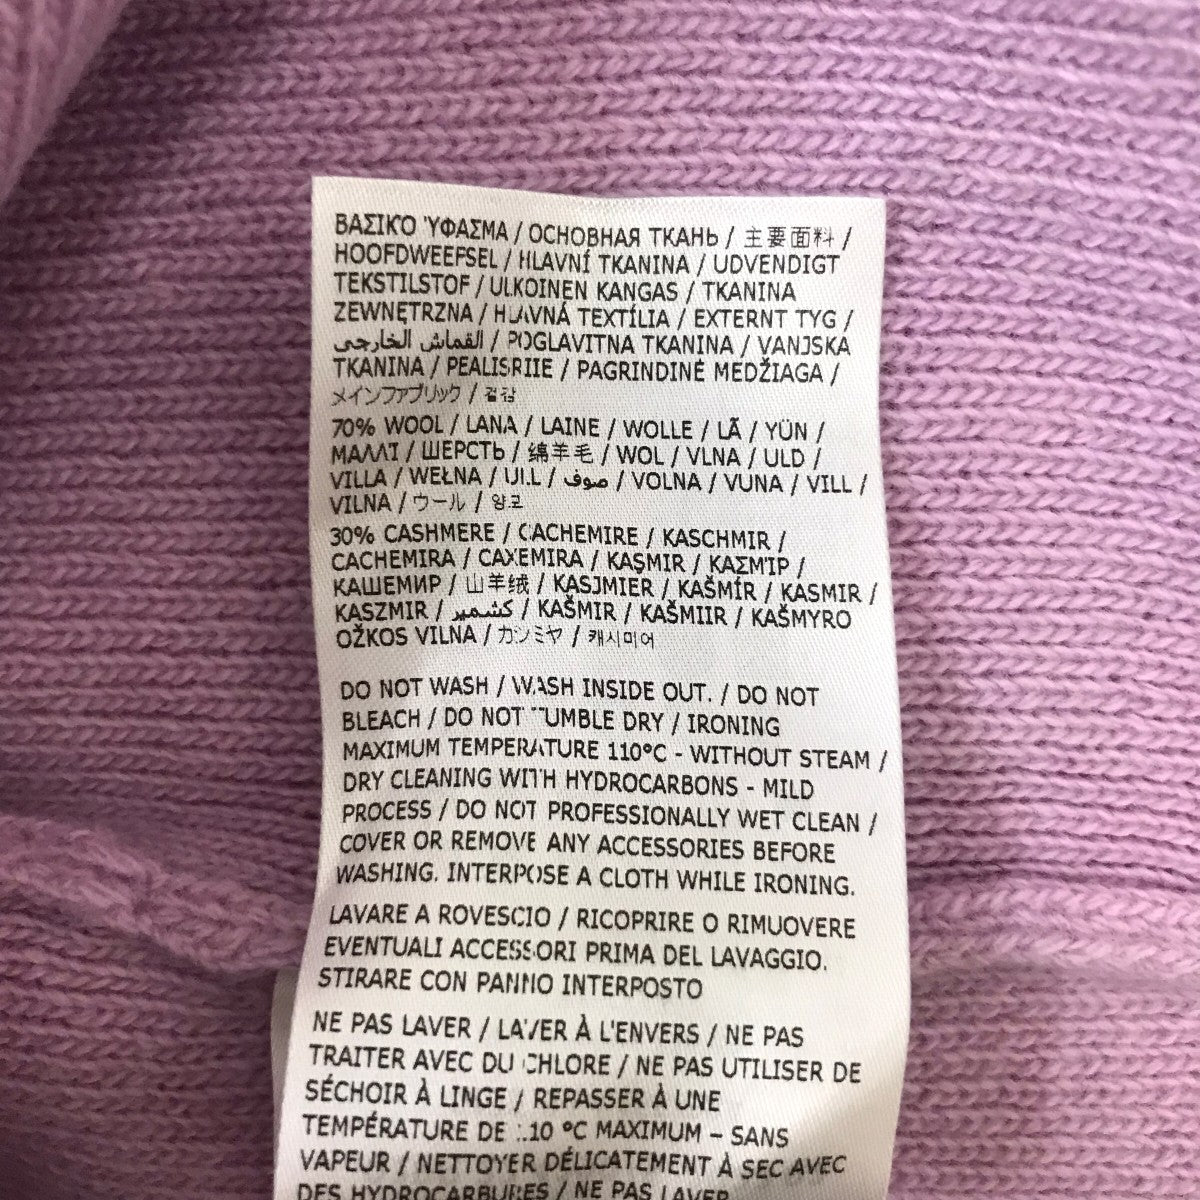 ΒΑΣΙΚΌ ΎΦΑΣΜΑ / ОСНОВНАЯ ТКАНЬ / 主要面料 /
HOOFDWEEFSEL / HLAVNÍ TKANINA / UDVENDIGT
TEKSTILSTOF / ULKOINEN KANGAS / TKANINA
ZEWNĘTRZNA / HLAVNÁ TEXTÍLIA / EXTERNT TYG /
القماش الخارجي / POGLAVITNA TKANINA / VANJSKA
TKANINA / PEALISRIIE / PAGRINDINĖ MEDŽIAGA /
メインファブリック / 겉감
70% WOOL / LANA / LAINE / WOLLE / LÃ / YÜN /
ΜΑΛΛΊ / ШЕРСТЬ / 绵羊毛 / WOL / VLNA / ULD /
VILLA / WEŁNA / ULL / صوف / VOLNA / VUNA / VILL /
VILNA / ウール / 양모
30% CASHMERE / CACHEMIRE / KASCHMIR /
CACHEMIRA / CAXEMIRA / KAŞMIR / ΚΑΣΜΊΡ /
КАШЕМИР / 山羊绒 / KASJMIER / KAŠMÍR / KASMIR /
KASZMIR / كشمير / KAŠMIR / KAŠMIIR / KAŠMYRO
OŽKOS VILNA / カシミヤ / 캐시미어
DO NOT WASH / WASH INSIDE OUT. / DO NOT
BLEACH / DO NOT TUMBLE DRY / IRONING
MAXIMUM TEMPERATURE 110°C - WITHOUT STEAM /
DRY CLEANING WITH HYDROCARBONS - MILD
PROCESS / DO NOT PROFESSIONALLY WET CLEAN /
COVER OR REMOVE ANY ACCESSORIES BEFORE
WASHING. INTERPOSE A CLOTH WHILE IRONING.
LAVARE A ROVESCIO / RICOPRIRE O RIMUOVERE
EVENTUALI ACCESSORI PRIMA DEL LAVAGGIO.
STIRARE CON PANNO INTERPOSTO
NE PAS LAVER / LAVER À L'ENVERS / NE PAS
TRAITER AVEC DU CHLORE / NE PAS UTILISER DE
SÉCHOIR À LINGE / REPASSER À UNE
TEMPÉRATURE DE 110 °C MAXIMUM – SANS
VAPEUR / NETTOYER DÉLICATEMENT À SEC AVEC
DES HYDROCARBURES / NE PAS LAVER